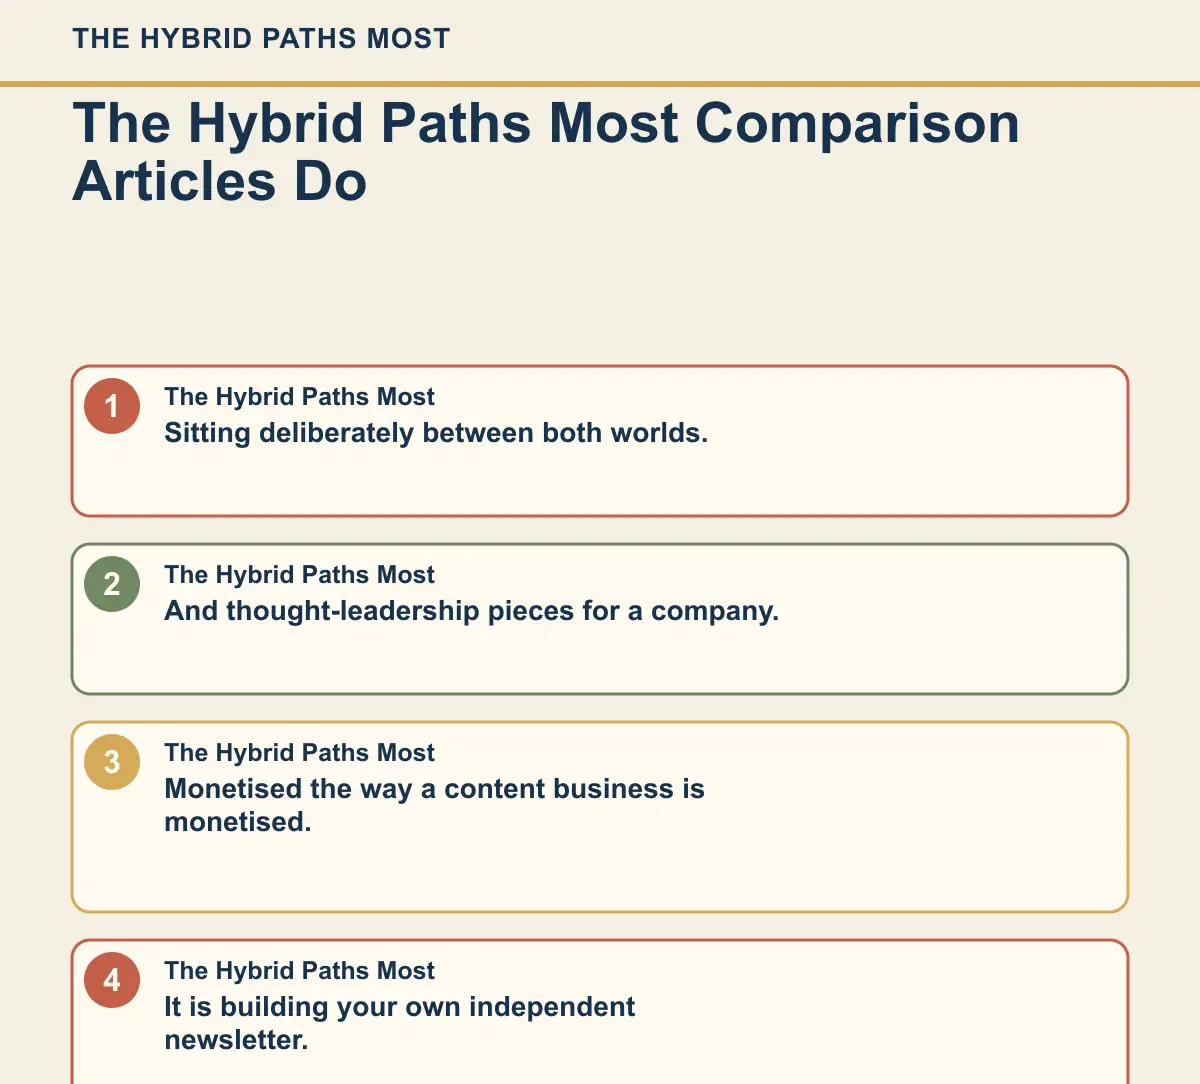 THE HYBRID PATHS MOST
The Hybrid Paths Most Comparison
Articles Do
1
The Hybrid Paths Most
Sitting deliberately between both worlds.
2
The Hybrid Paths Most
And thought-leadership pieces for a company.
3
The Hybrid Paths Most
Monetised the way a content business is
monetised.
4
The Hybrid Paths Most
It is building your own independent
newsletter.